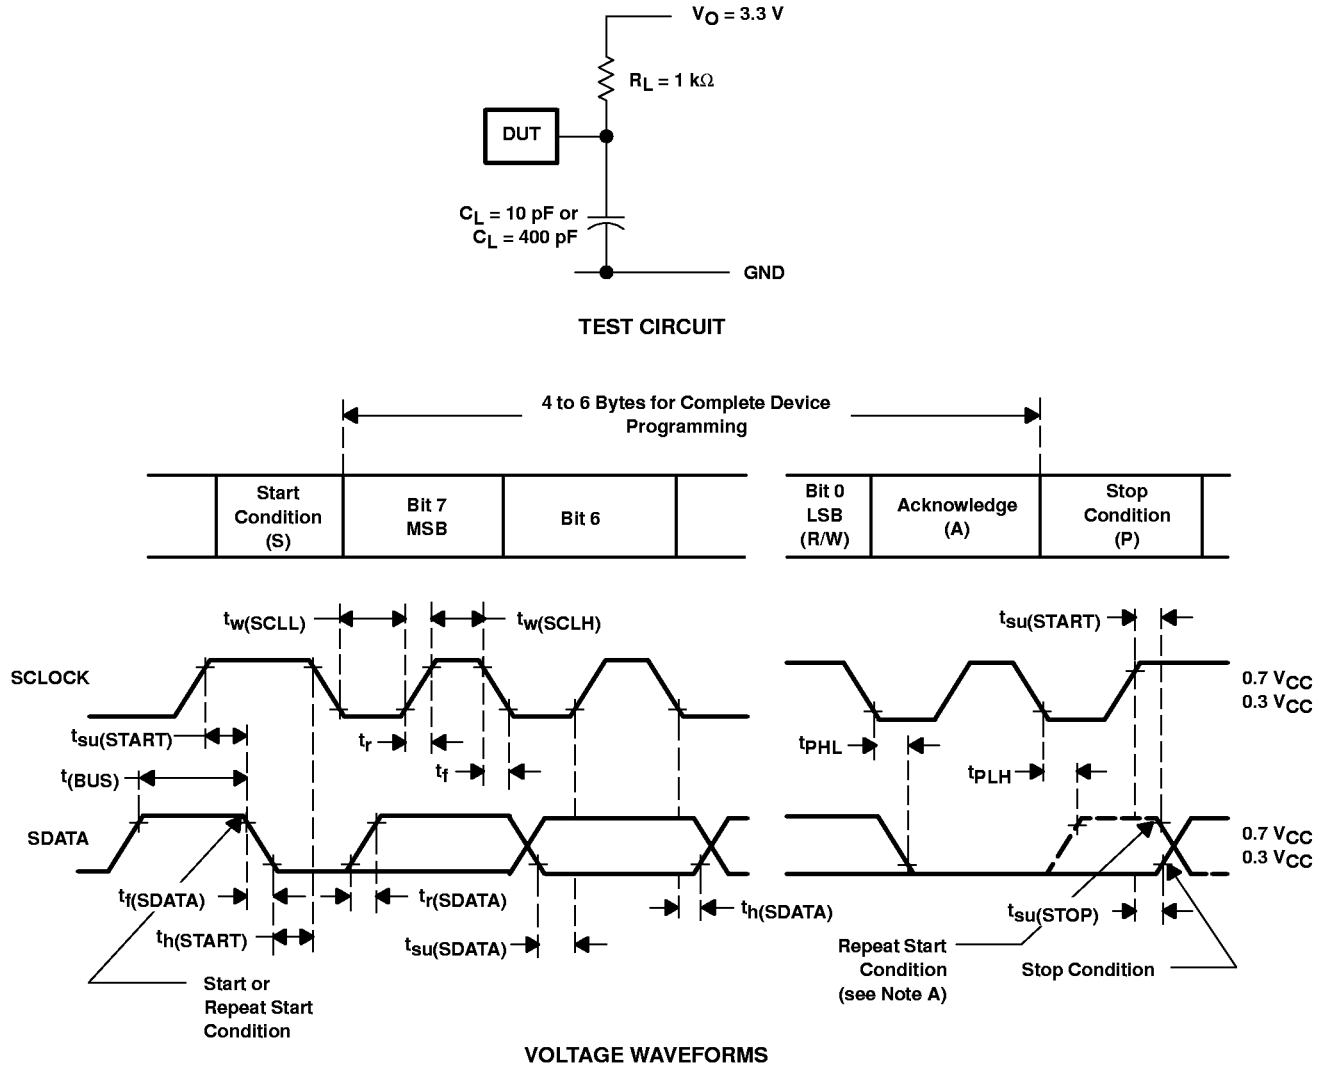 VO = 3.3 V
RL = 1 kΩ
DUT
CL = 10 pF or
CL = 400 pF
GND
TEST CIRCUIT
4 to 6 Bytes for Complete Device
Programming
Start
Condition
(S)
Bit 7
MSB
Bit 6
Bit 0
LSB
(R/W)
Acknowledge
(A)
Stop
Condition
(P)
tw(SCLL)
tw(SCLH)
tsu(START)
SCLOCK
0.7 VCC
0.3 VCC
tsu(START)
tr
tPHL
t(BUS)
tf
tPLH
SDATA
0.7 VCC
0.3 VCC
tf(SDATA)
tr(SDATA)
th(SDATA)
tsu(STOP)
th(START)
tsu(SDATA)
Repeat Start
Condition
(see Note A)
Stop Condition
Start or
Repeat Start
Condition
VOLTAGE WAVEFORMS